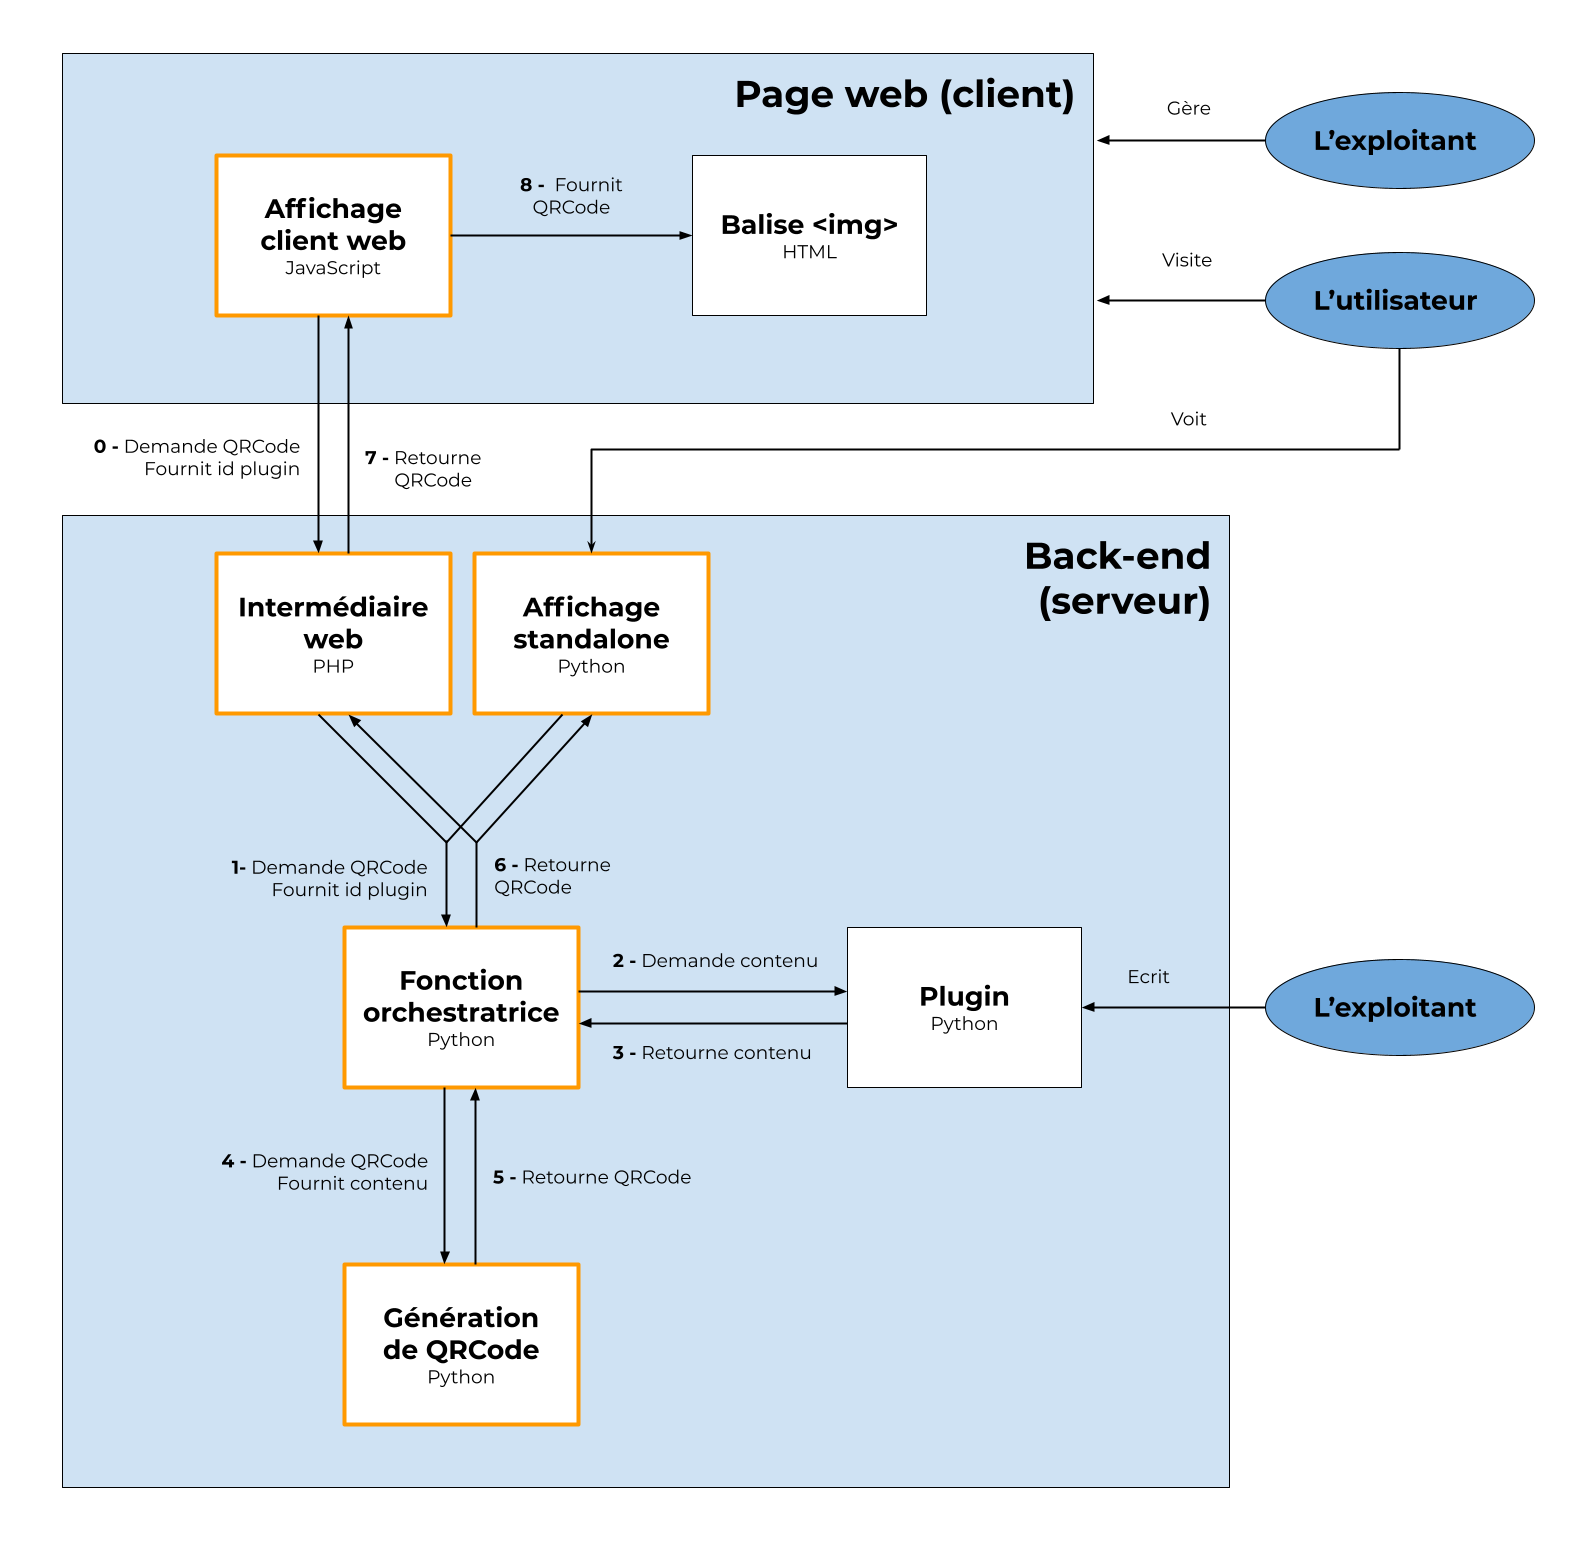 Page web (client)
Gère
L’exploitant
Affichage
client web
JavaScript
8 - Fournit
QRCode
Balise <img>
HTML
Visite
L’utilisateur
Voit
0 - Demande QRCode
Fournit id plugin
7 - Retourne
QRCode
Back-end
(serveur)
Intermédiaire
web
PHP
Affichage
standalone
Python
1- Demande QRCode
Fournit id plugin
6 - Retourne
QRCode
Fonction
orchestratrice
Python
2 - Demande contenu
3 - Retourne contenu
Plugin
Python
Ecrit
L’exploitant
4 - Demande QRCode
Fournit contenu
5 - Retourne QRCode
Génération
de QRCode
Python